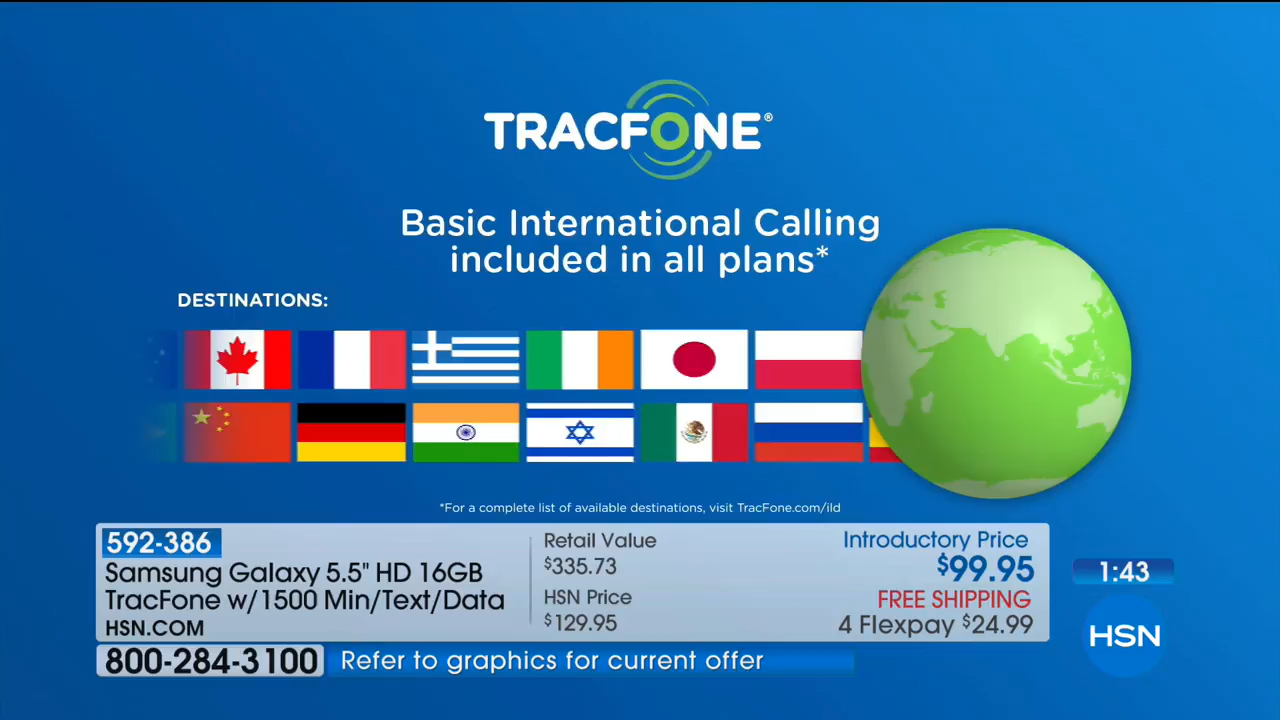 TRACFONE®
Basic International Calling
included in all plans*
DESTINATIONS:
*For a complete list of available destinations, visit TracFone.com/ild
592-386
Samsung Galaxy 5.5" HD 16GB
TracFone w/1500 Min/Text/Data
HSN.COM
Retail Value
$335.73
HSN Price
$129.95
Introductory Price
$99.95
FREE SHIPPING
4 Flexpay $24.99
1:43
HSN
800-284-3100
Refer to graphics for current offer